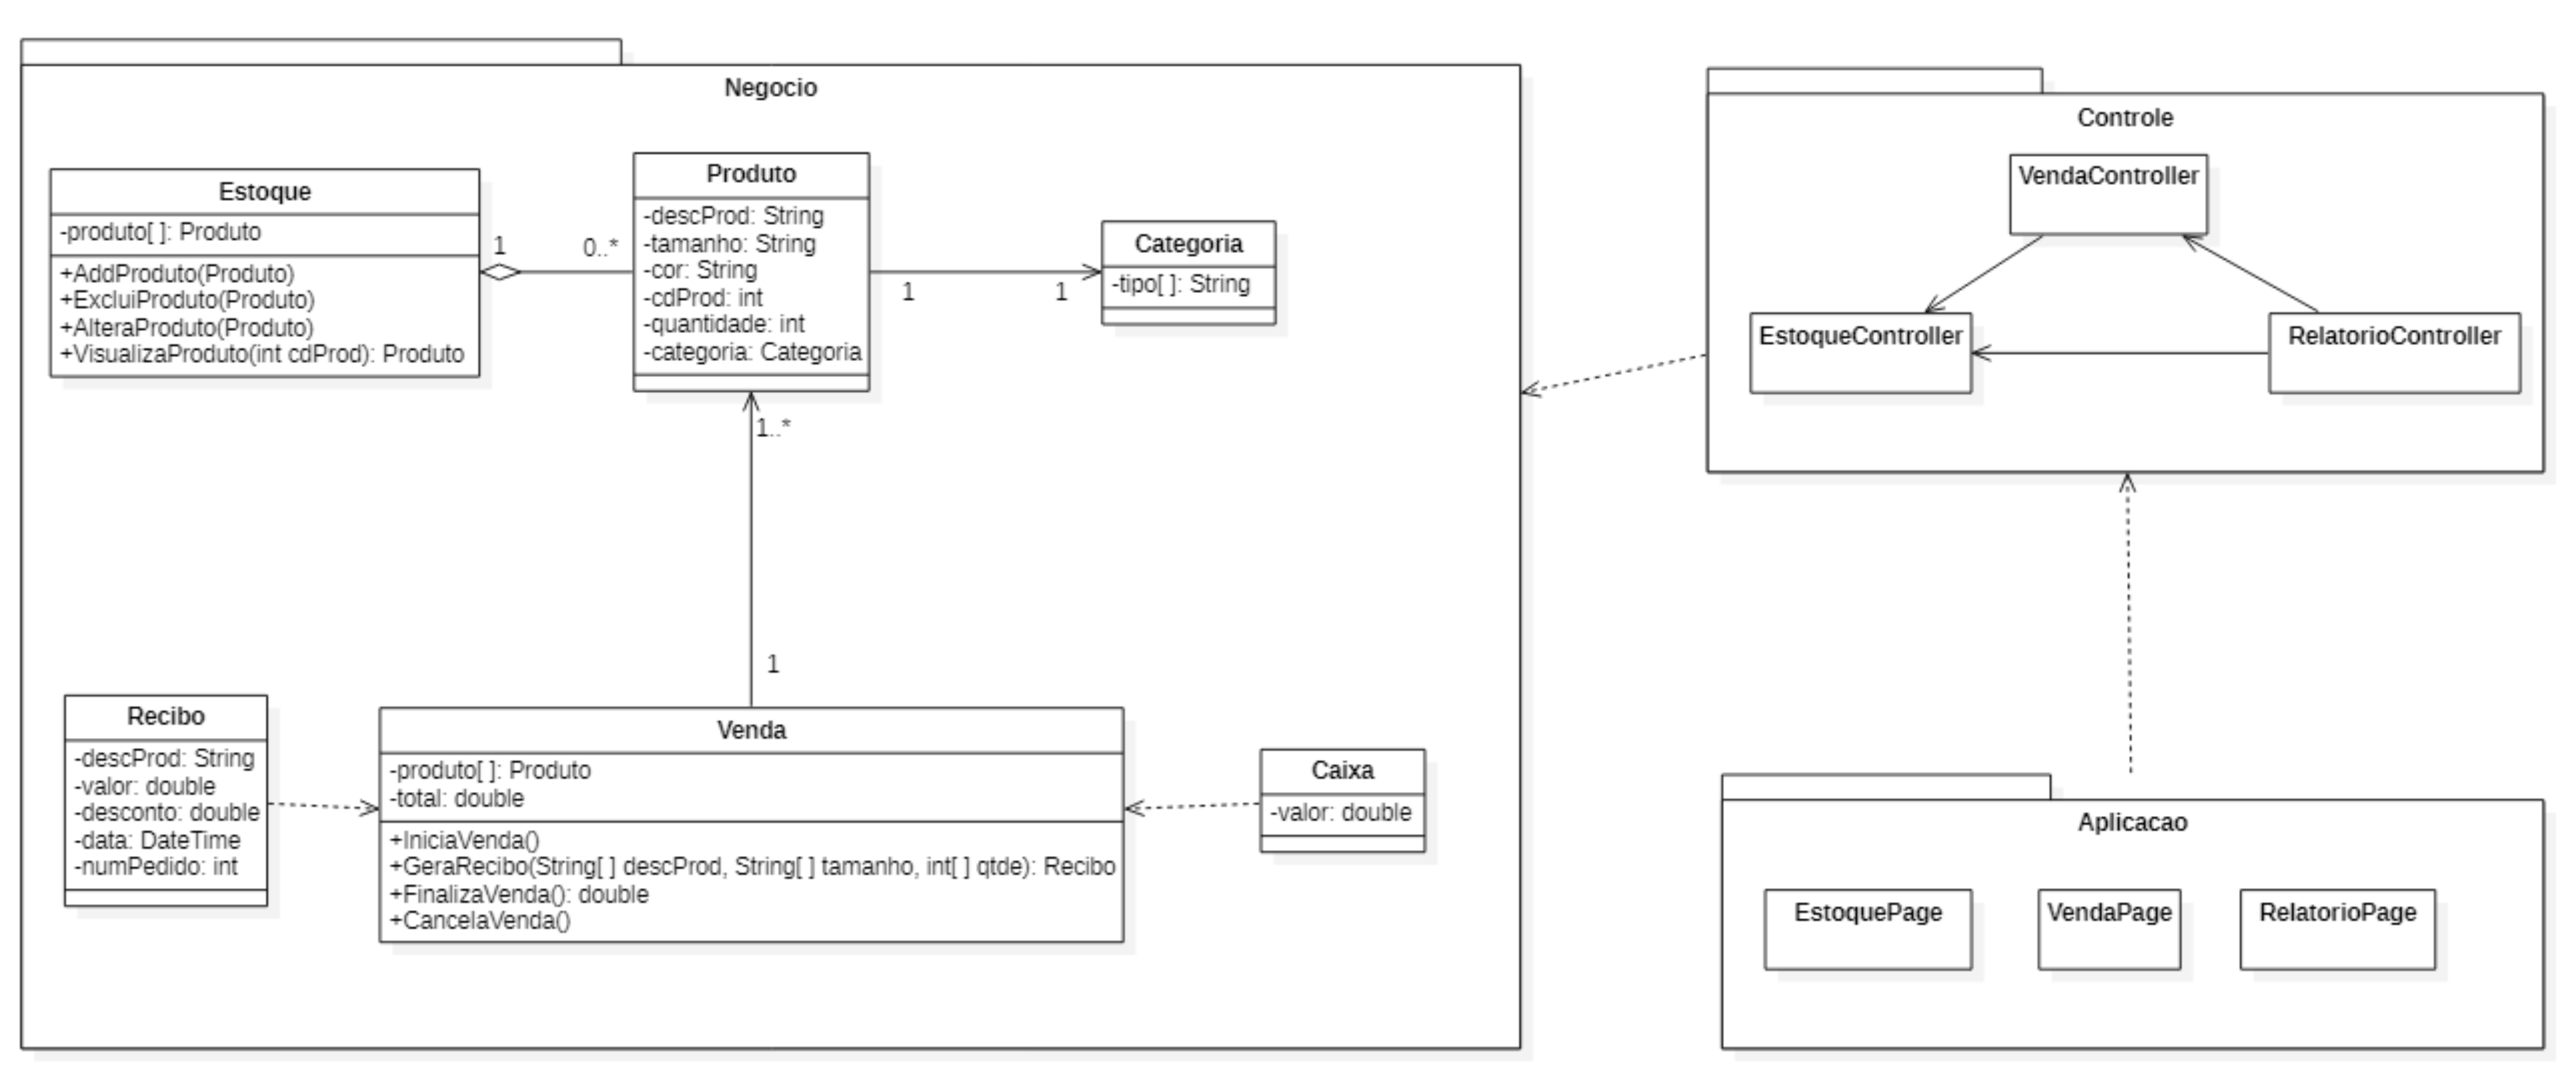 Negocio
Estoque
-produto[ ]: Produto
+AddProduto(Produto)
+ExcluiProduto(Produto)
+AlteraProduto(Produto)
+VisualizaProduto(int cdProd): Produto
1
0..*
Produto
-descProd: String
-tamanho: String
-cor: String
-cdProd: int
-quantidade: int
-categoria: Categoria
1
1
Categoria
-tipo[ ]: String
1..*
1
Recibo
-descProd: String
-valor: double
-desconto: double
-data: DateTime
-numPedido: int
Venda
-produto[ ]: Produto
-total: double
+IniciaVenda()
+GeraRecibo(String[ ] descProd, String[ ] tamanho, int[ ] qtde): Recibo
+FinalizaVenda(): double
+CancelaVenda()
Caixa
-valor: double
Controle
VendaController
EstoqueController
RelatorioController
Aplicacao
EstoquePage
VendaPage
RelatorioPage